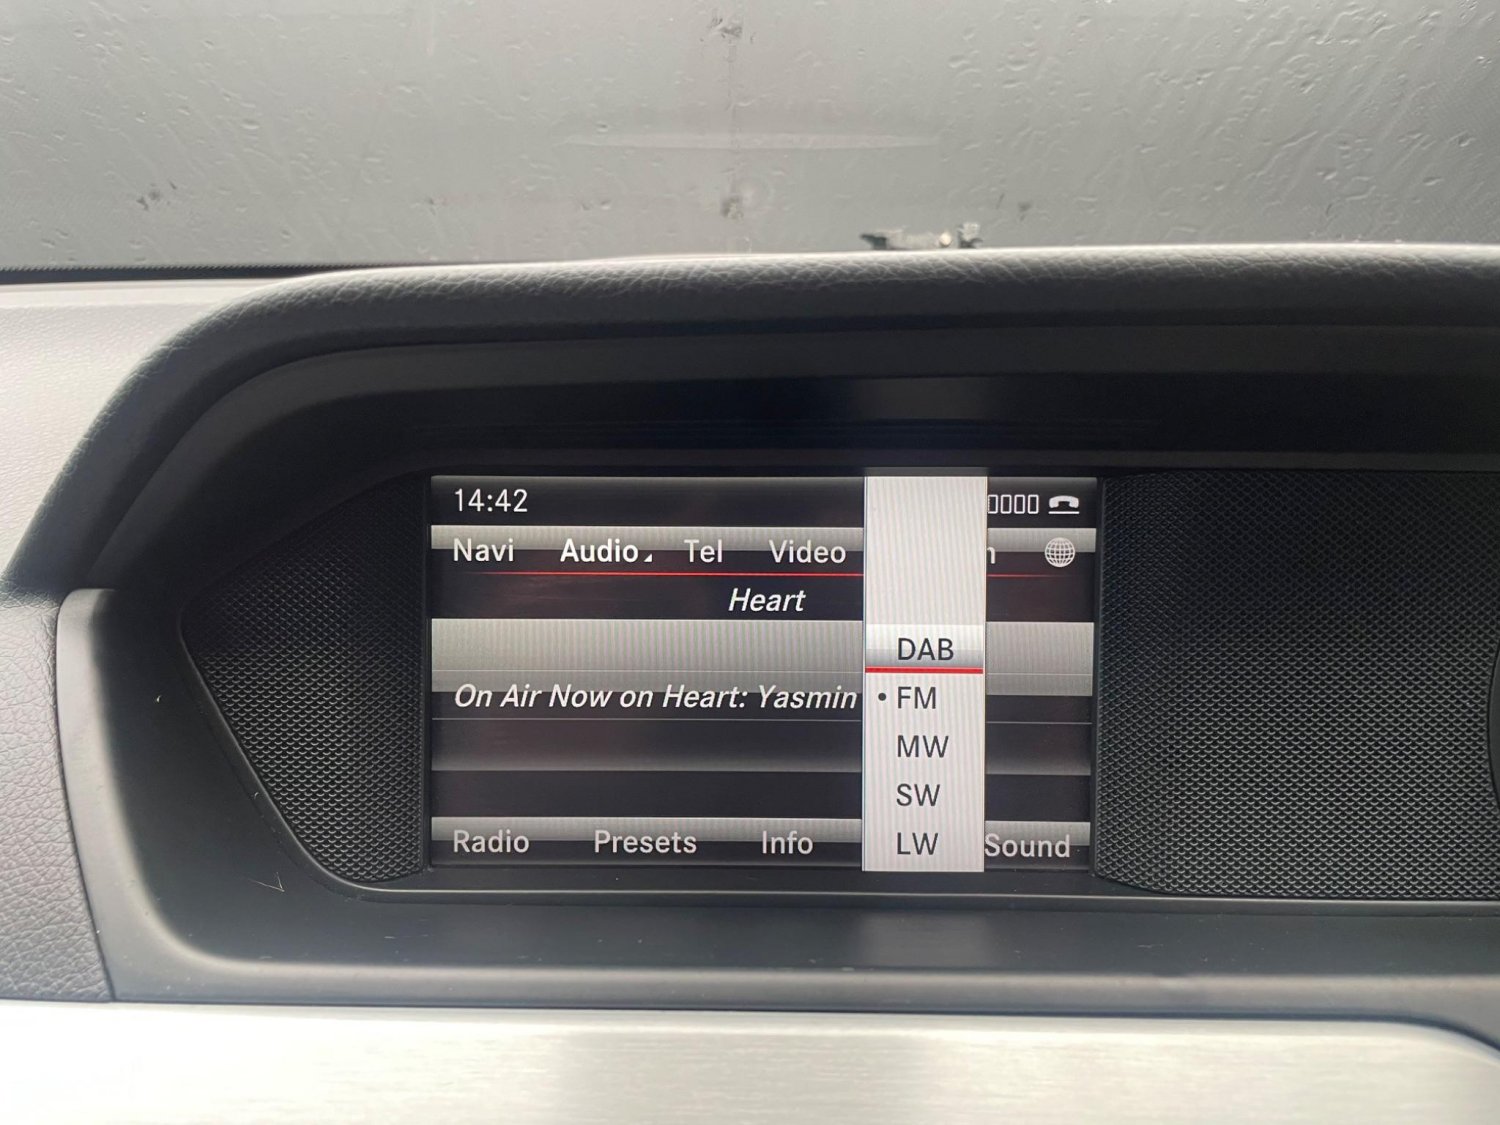 14:42
Navi Audio Tel Video
Heart
DAB
On Air Now on Heart: Yasmin
FM
MW
SW
LW
Radio Presets Info Sound